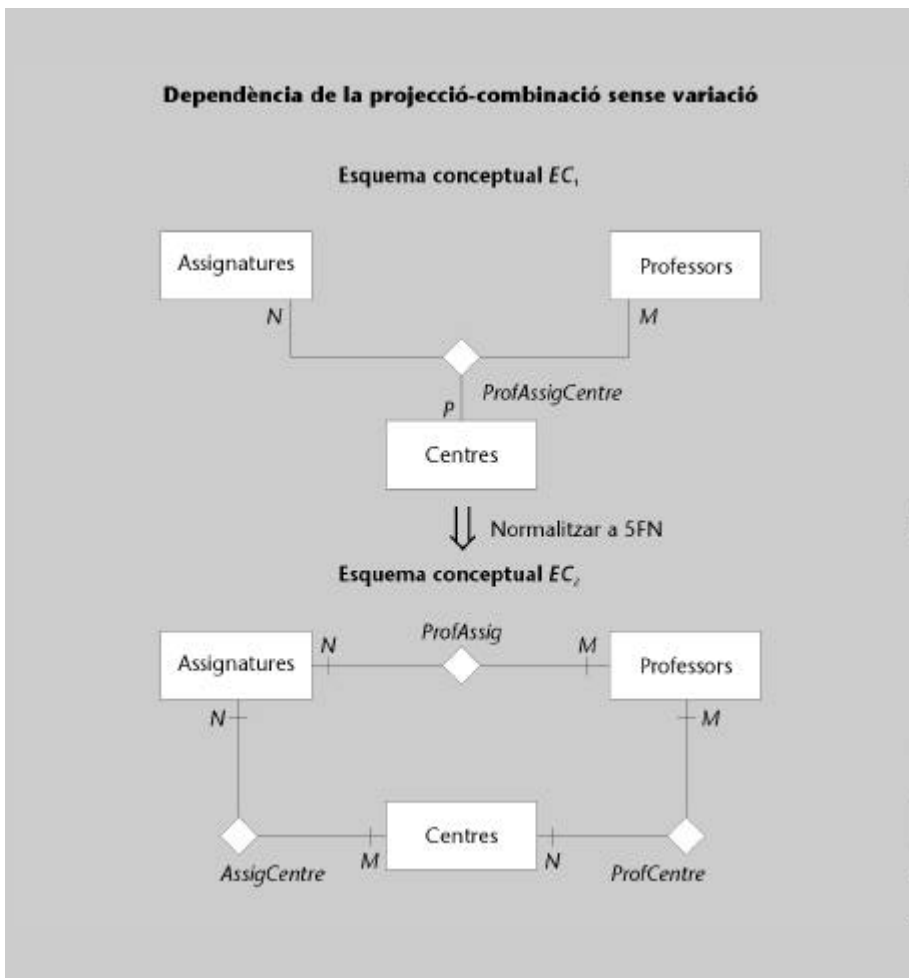 Dependència de la projecció-combinació sense variació
Esquema conceptual EC₁
Assignatures
Professors
N
M
ProfAssigCentre
P
Centres
Normalitzar a 5FN
Esquema conceptual EC₂
ProfAssig
Assignatures
N
M
Professors
N
M
Centres
M
N
AssigCentre
ProfCentre